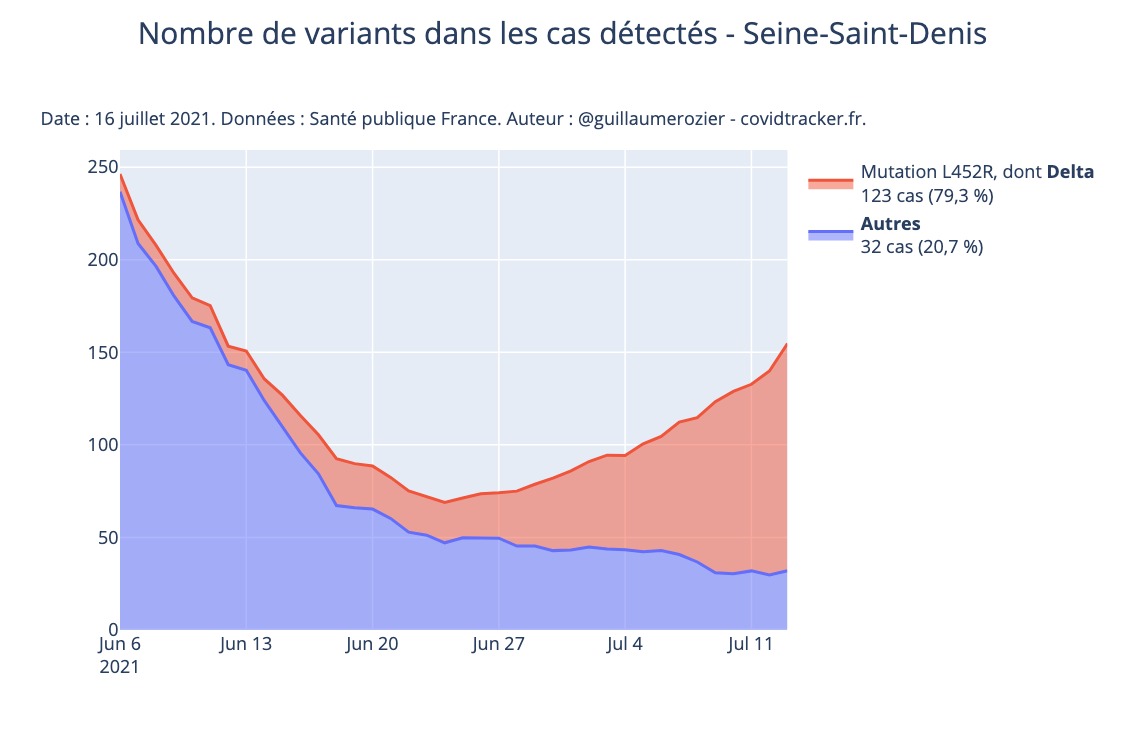 Nombre de variants dans les cas détectés - Seine-Saint-Denis
Date : 16 juillet 2021. Données : Santé publique France. Auteur : @guillaumerozier - covidtracker.fr.
Mutation L452R, dont Delta
123 cas (79,3 %)
Autres
32 cas (20,7 %)
250
200
150
100
50
0
Jun 6
2021
Jun 13
Jun 20
Jun 27
Jul 4
Jul 11